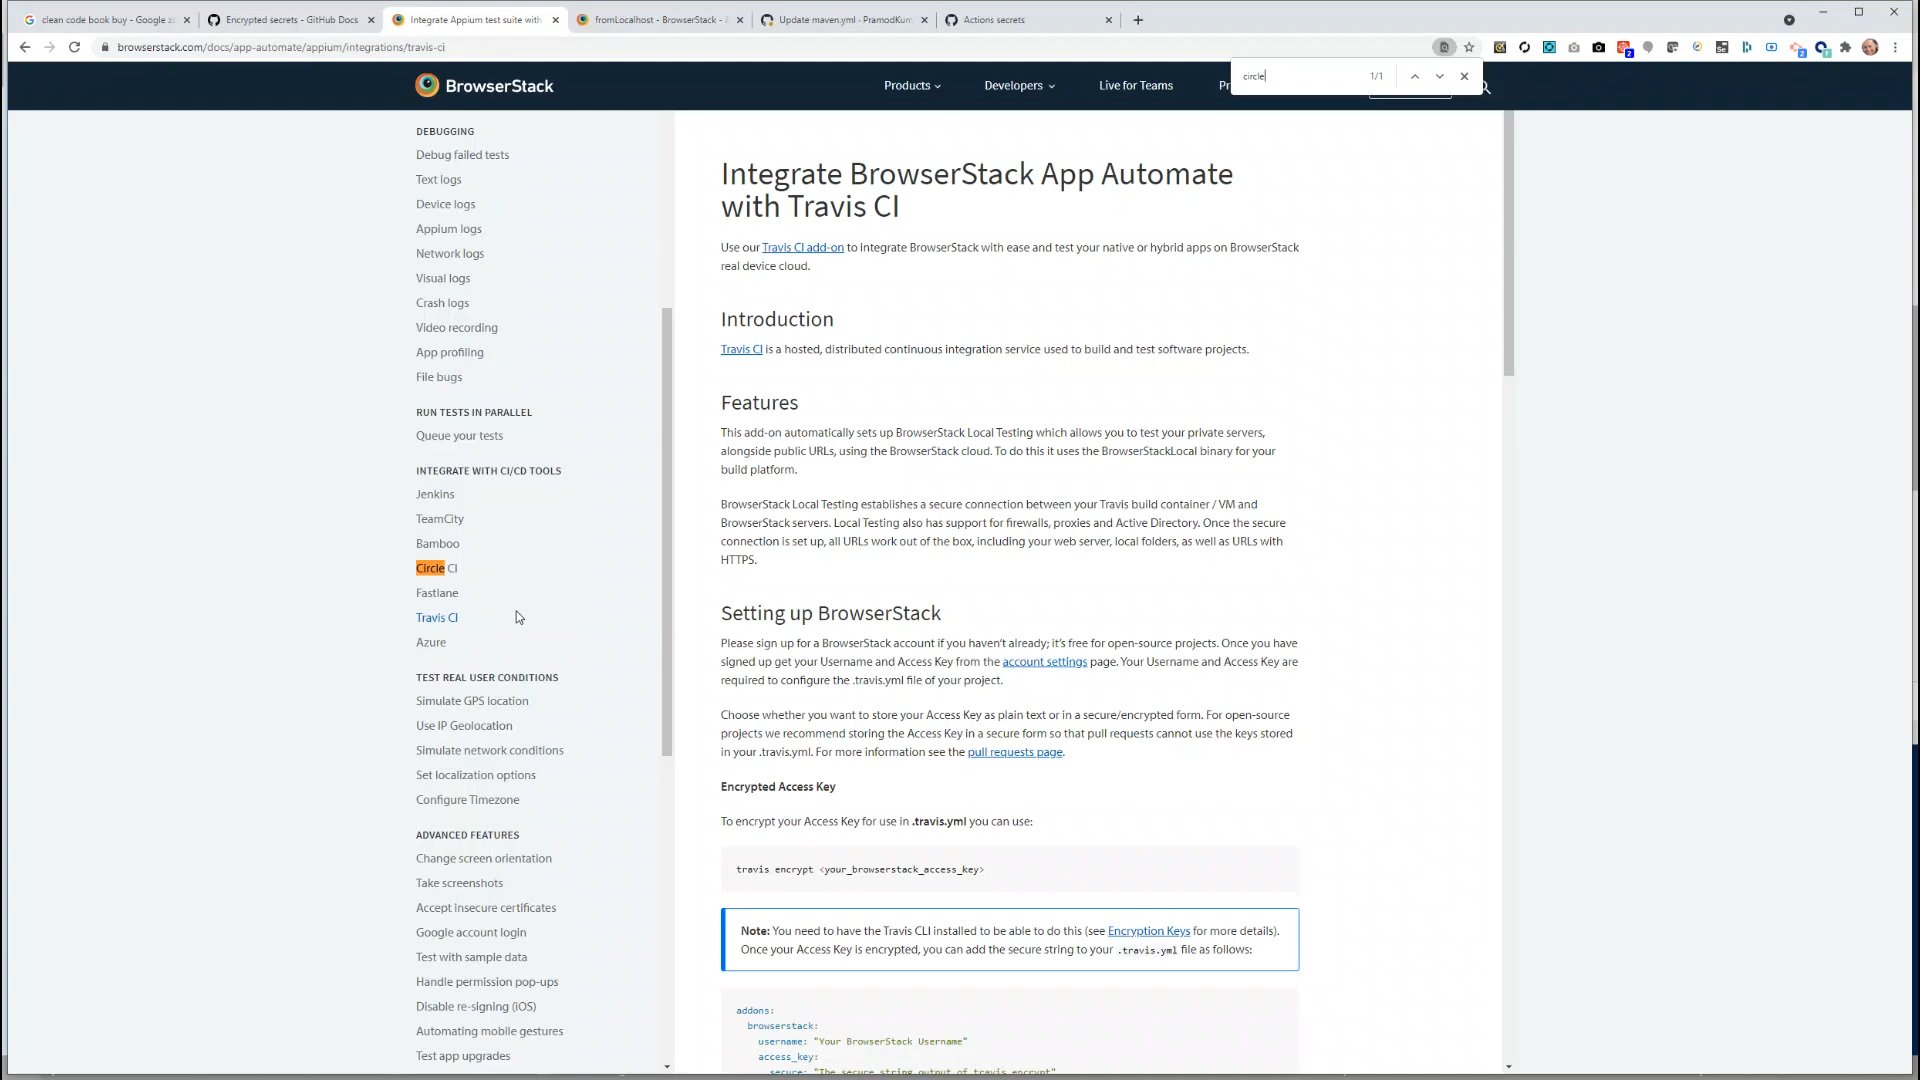 clean code book buy - Google
Encrypted secrets - GitHub Docs
Integrate Appium test suite with
fromLocalhost - BrowserStack -
Update maven.yml · PramodKum
Actions secrets
browserstack.com/docs/app-automate/appium/integrations/travis-ci
circle
1/1
BrowserStack
Products
Developers
Live for Teams
Pr
DEBUGGING
Debug failed tests
Text logs
Device logs
Appium logs
Network logs
Visual logs
Crash logs
Video recording
App profiling
File bugs
RUN TESTS IN PARALLEL
Queue your tests
INTEGRATE WITH CI/CD TOOLS
Jenkins
TeamCity
Bamboo
Circle CI
Fastlane
Travis CI
Azure
TEST REAL USER CONDITIONS
Simulate GPS location
Use IP Geolocation
Simulate network conditions
Set localization options
Configure Timezone
ADVANCED FEATURES
Change screen orientation
Take screenshots
Accept insecure certificates
Google account login
Test with sample data
Handle permission pop-ups
Disable re-signing (iOS)
Automating mobile gestures
Test app upgrades
Integrate BrowserStack App Automate
with Travis CI
Use our Travis CI add-on to integrate BrowserStack with ease and test your native or hybrid apps on BrowserStack
real device cloud.
Introduction
Travis CI is a hosted, distributed continuous integration service used to build and test software projects.
Features
This add-on automatically sets up BrowserStack Local Testing which allows you to test your private servers,
alongside public URLs, using the BrowserStack cloud. To do this it uses the BrowserStackLocal binary for your
build platform.
BrowserStack Local Testing establishes a secure connection between your Travis build container / VM and
BrowserStack servers. Local Testing also has support for firewalls, proxies and Active Directory. Once the secure
connection is set up, all URLs work out of the box, including your web server, local folders, as well as URLs with
HTTPS.
Setting up BrowserStack
Please sign up for a BrowserStack account if you haven't already; it's free for open-source projects. Once you have
signed up get your Username and Access Key from the account settings page. Your Username and Access Key are
required to configure the .travis.yml file of your project.
Choose whether you want to store your Access Key as plain text or in a secure/encrypted form. For open-source
projects we recommend storing the Access Key in a secure form so that pull requests cannot use the keys stored
in your .travis.yml. For more information see the pull requests page.
Encrypted Access Key
To encrypt your Access Key for use in .travis.yml you can use:
travis encrypt <your_browserstack_access_key>
Note: You need to have the Travis CLI installed to be able to do this (see Encryption Keys for more details).
Once your Access Key is encrypted, you can add the secure string to your .travis.yml file as follows:
addons:
browserstack:
username: "Your BrowserStack Username"
access_key:
secure: "The secure string output of travis encrypt"